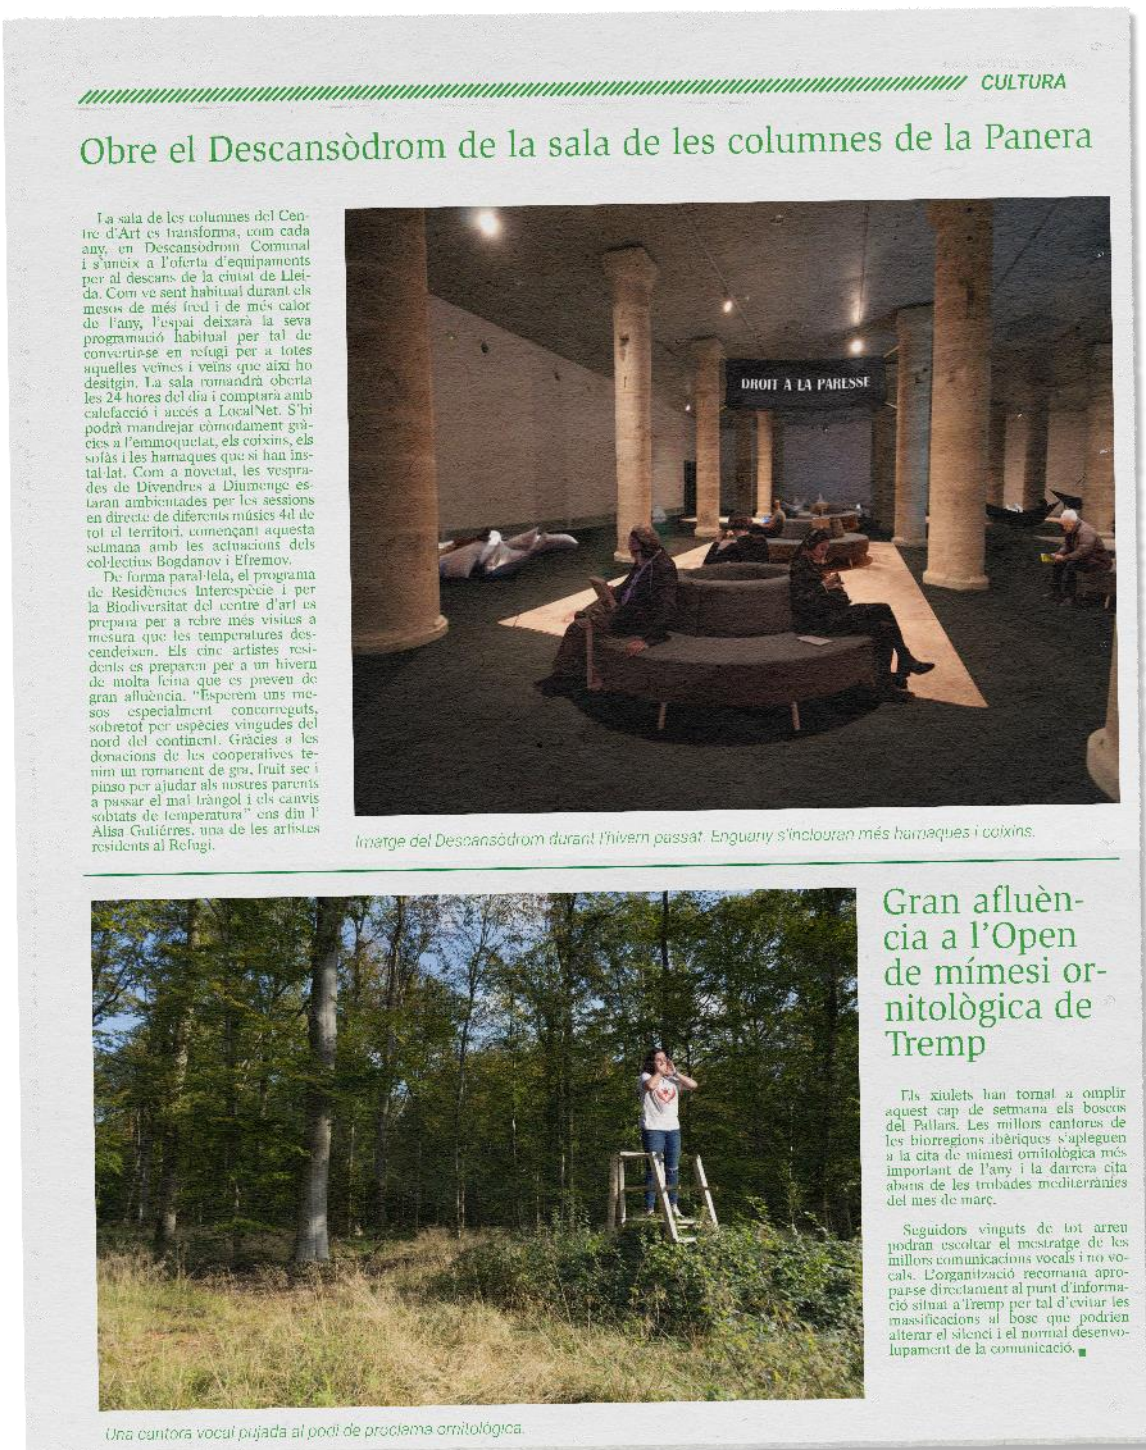 CULTURA
Obre el Descansòdrom de la sala de les columnes de la Panera
La sala de les columnes del Cen-
tre d'Art es transforma, com cada
any, en Descansòdrom Comunal
i s'uneix a l'oferta d'equipaments
per al descans de la ciutat de Llei-
da. Com ve sent habitual durant els
mesos de més fred i de més calor
de l'any, l'espai deixarà la seva
programació habitual per tal de
convertir-se en refugi per a totes
aquelles veïnes i veïns que així ho
desitgin. La sala romandrà oberta
les 24 hores del dia i comptarà amb
calefacció i accés a LocalNet. S'hi
podrà mandrejar còmodament grà-
cies a l'emmoquetat, els coixins, els
sofàs i les hamaques que si han ins-
tal·lat. Com a novetat, les vespra-
des de Divendres a Diumenge es-
taran ambientades per les sessions
en directe de diferents músics 4d de
tot el territori, començant aquesta
setmana amb les actuacions dels
col·lectius Bogdanov i Efremov.
De forma paral·lela, el programa
de Residències Interespècie i per
la Biodiversitat del centre d'art es
prepara per a rebre més visites a
mesura que les temperatures des-
cendeixen. Els cinc artistes resi-
dents es preparen per a un hivern
de molta feina que es preveu de
gran afluència. "Esperem uns me-
sos especialment concorreguts,
sobretot per espècies vingudes del
nord del continent. Gràcies a les
donacions de les cooperatives te-
nim un romanent de gra, fruit sec i
pinso per ajudar als nostres parents
a passar el mal tràngol i els canvis
sobtats de temperatura" ens diu l'
Alisa Gutiérres, una de les artistes
residents al Refugi.
DROIT A LA PARESSE
Imatge del Descansòdrom durant l'hivern passat. Enguany s'inclouran més hamaques i coixins.
Gran afluèn-
cia a l'Open
de mímesi or-
nitològica de
Tremp
Els xiulets han tornat a omplir
aquest cap de setmana els boscos
del Pallars. Les millors cantores de
les biorregions ibèriques s'apleguen
a la cita de mímesi ornitològica més
important de l'any i la darrera cita
abans de les trobades mediterrànies
del mes de març.
Seguidors vinguts de tot arreu
podran escoltar el mestratge de les
millors comunicacions vocals i no vo-
cals. L'organització recomana apro-
par-se directament al punt d'informa-
ció situat a Tremp per tal d'evitar les
massificacions al bosc que podrien
alterar el silenci i el normal desenvo-
lupament de la comunicació.
Una cantora vocal pujada al podi de proclama ornitològica.